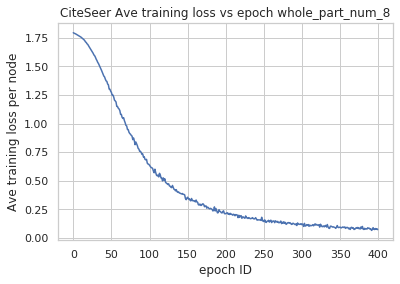 CiteSeer Ave training loss vs epoch whole_part_num_8
Ave training loss per node
1.75
1.50
1.25
1.00
0.75
0.50
0.25
0.00
0 50 100 150 200 250 300 350 400
epoch ID